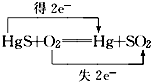 得 2e⁻
HgS+O₂══Hg+SO₂
失 2e⁻